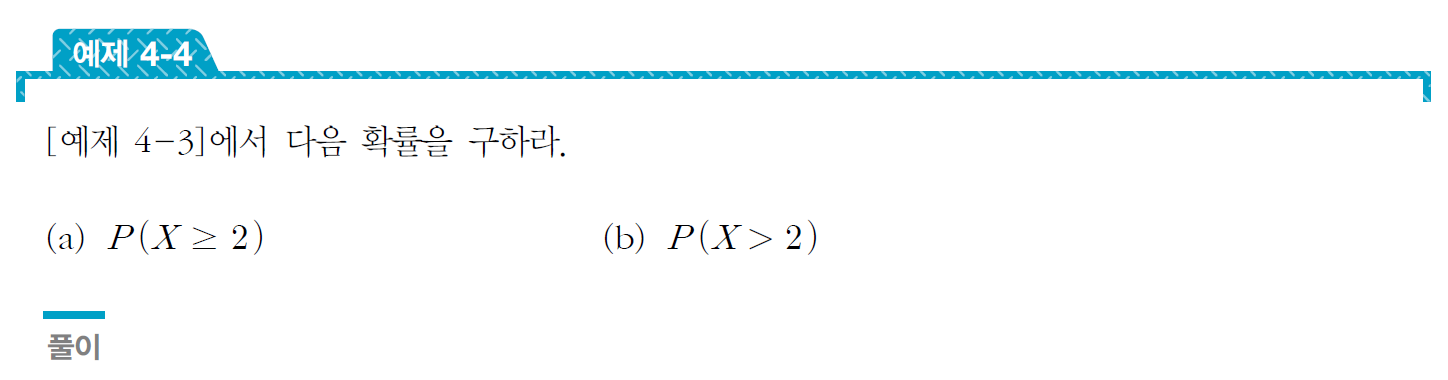 예제 4-4
[예제 4-3]에서 다음 확률을 구하라.
(a) P(X ≥ 2) (b) P(X > 2)
풀이